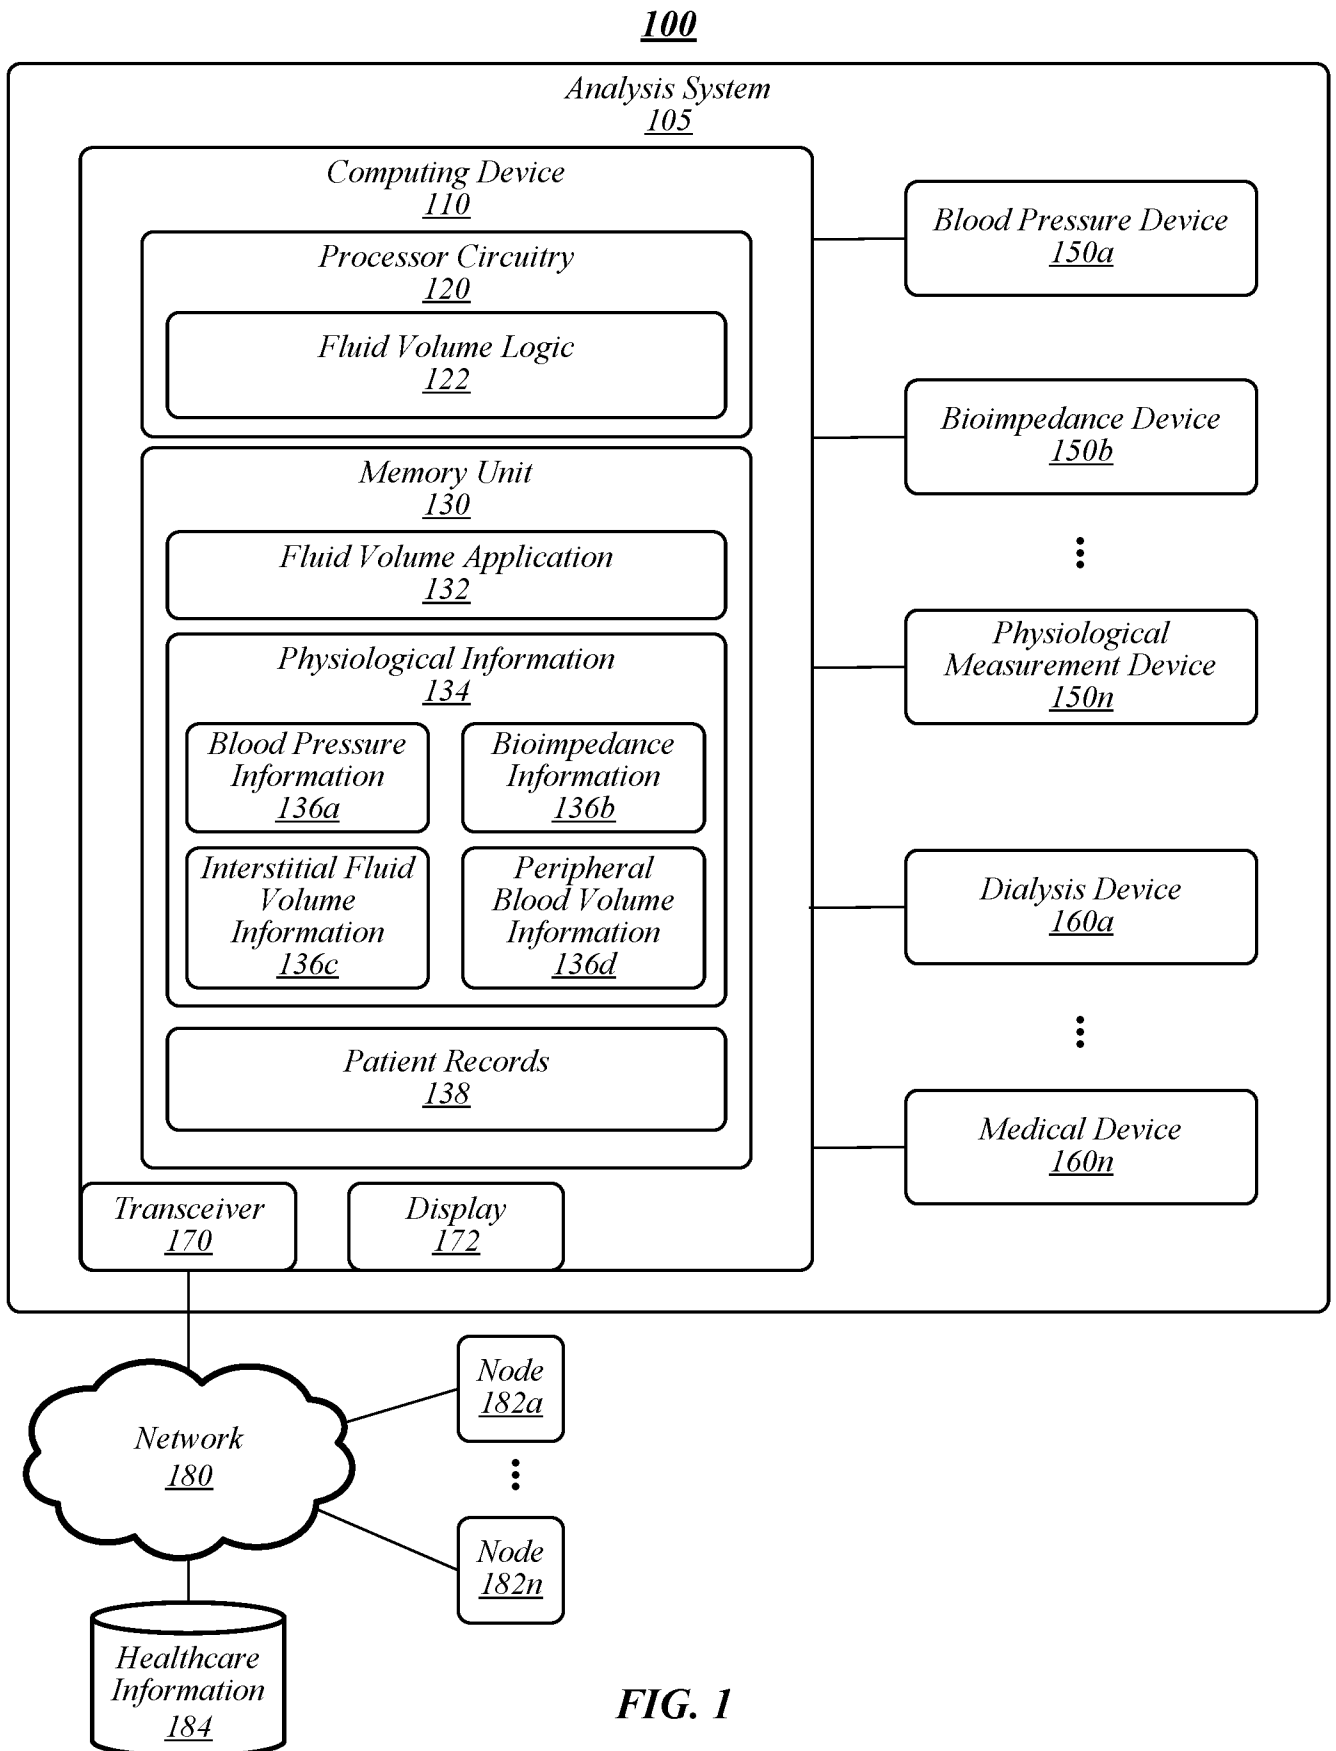 100
Analysis System
105
Computing Device
110
Processor Circuitry
120
Fluid Volume Logic
122
Memory Unit
130
Fluid Volume Application
132
Physiological Information
134
Blood Pressure
Information
136a
Bioimpedance
Information
136b
Interstitial Fluid
Volume
Information
136c
Peripheral
Blood Volume
Information
136d
Patient Records
138
Transceiver
170
Display
172
Blood Pressure Device
150a
Bioimpedance Device
150b
Physiological
Measurement Device
150n
Dialysis Device
160a
Medical Device
160n
Network
180
Node
182a
Node
182n
Healthcare
Information
184
FIG. 1